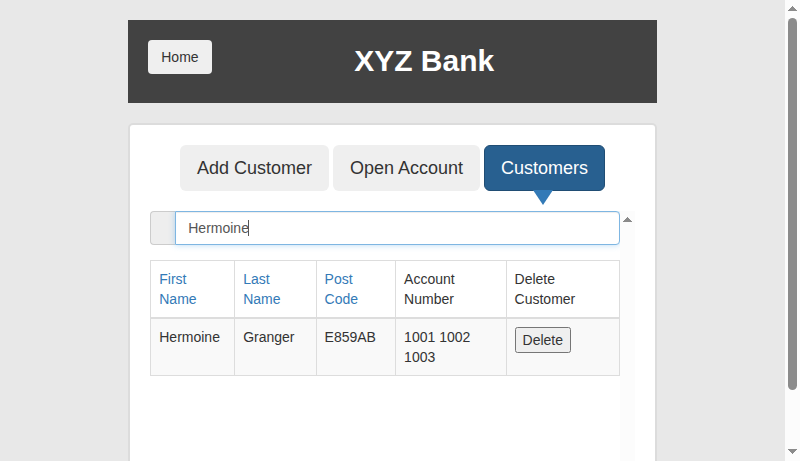 Home
XYZ Bank
Add Customer
Open Account
Customers
Hermoine
First Name
Last Name
Post Code
Account Number
Delete Customer
Hermoine
Granger
E859AB
1001 1002
1003
Delete